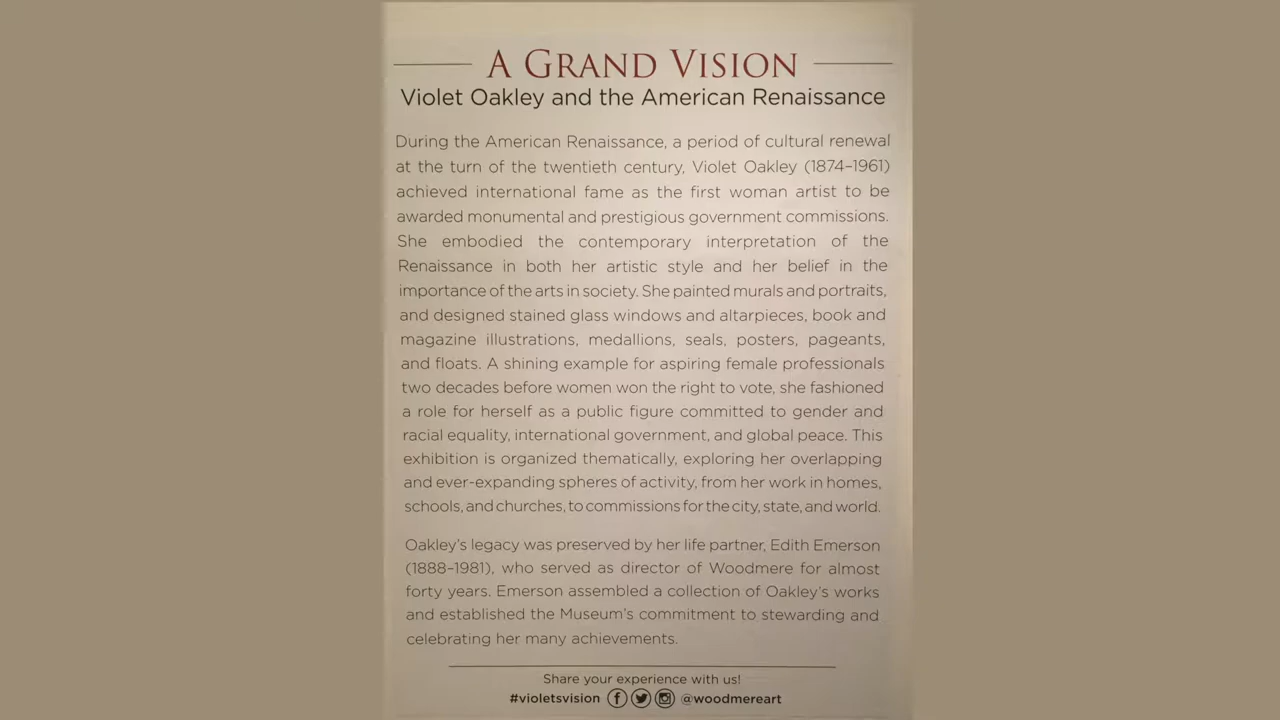 A GRAND VISION
Violet Oakley and the American Renaissance
During the American Renaissance, a period of cultural renewal
at the turn of the twentieth century, Violet Oakley (1874–1961)
achieved international fame as the first woman artist to be
awarded monumental and prestigious government commissions.
She embodied the contemporary interpretation of the
Renaissance in both her artistic style and her belief in the
importance of the arts in society. She painted murals and portraits,
and designed stained glass windows and altarpieces, book and
magazine illustrations, medallions, seals, posters, pageants,
and floats. A shining example for aspiring female professionals
two decades before women won the right to vote, she fashioned
a role for herself as a public figure committed to gender and
racial equality, international government, and global peace. This
exhibition is organized thematically, exploring her overlapping
and ever-expanding spheres of activity, from her work in homes,
schools, and churches, to commissions for the city, state, and world.
Oakley's legacy was preserved by her life partner, Edith Emerson
(1888–1981), who served as director of Woodmere for almost
forty years. Emerson assembled a collection of Oakley's works
and established the Museum's commitment to stewarding and
celebrating her many achievements.
Share your experience with us!
#violetsvision @woodmereart